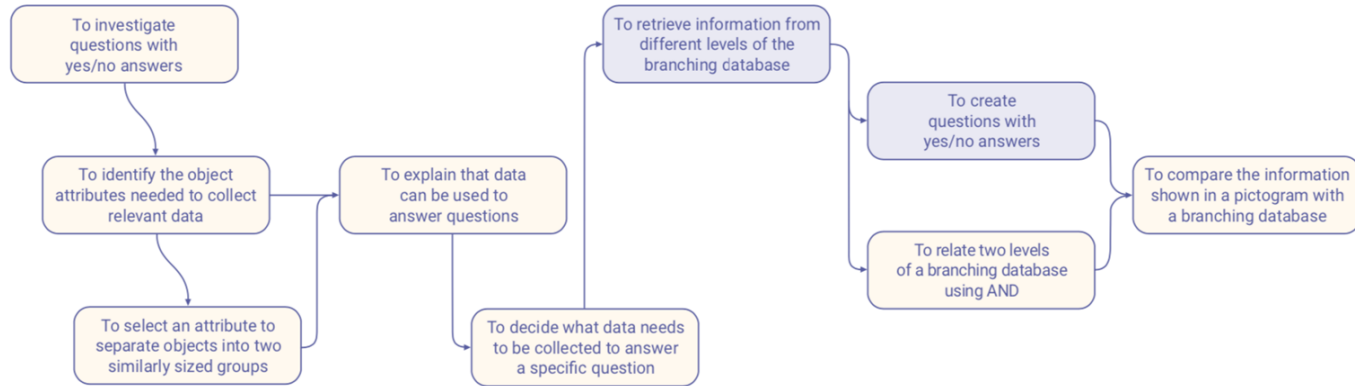 To investigate
questions with
yes/no answers
To identify the object
attributes needed to collect
relevant data
To select an attribute to
separate objects into two
similarly sized groups
To explain that data
can be used to
answer questions
To decide what data needs
to be collected to answer
a specific question
To retrieve information from
different levels of the
branching database
To create
questions with
yes/no answers
To relate two levels
of a branching database
using AND
To compare the information
shown in a pictogram with
a branching database